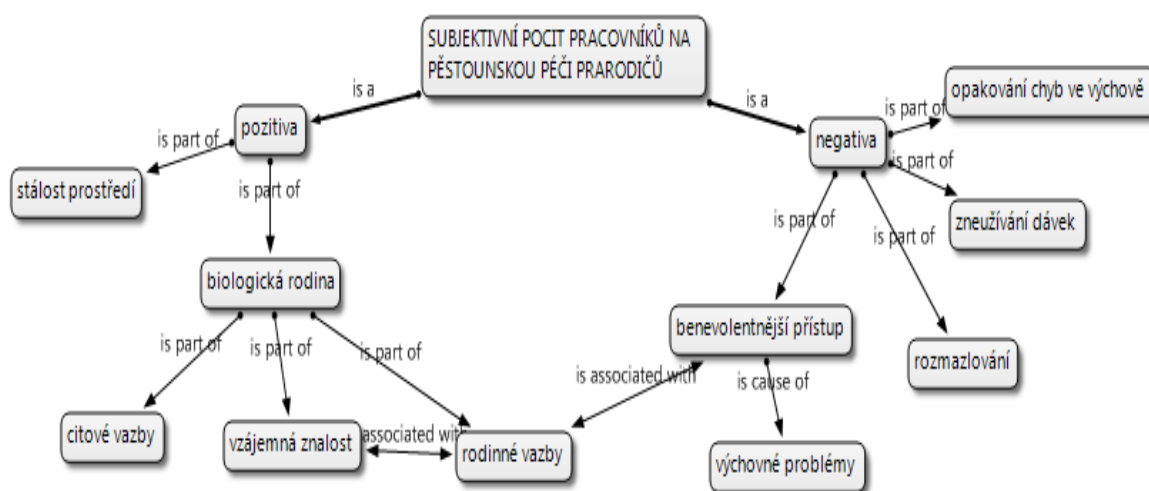 SUBJEKTIVNÍ POCIT PRACOVNÍKŮ NA
PĚSTOUNSKOU PÉČI PRARODIČŮ
is a
is a
opakování chyb ve výchově
is part of
pozitiva
negativa
is part of
is part of
stálost prostředí
is part of
zneužívání dávek
is part of
is part of
biologická rodina
benevolentnější přístup
is part of
is part of
is part of
rozmazlování
is associated with
is cause of
citové vazby
vzájemná znalost
associated with
rodinné vazby
výchovné problémy